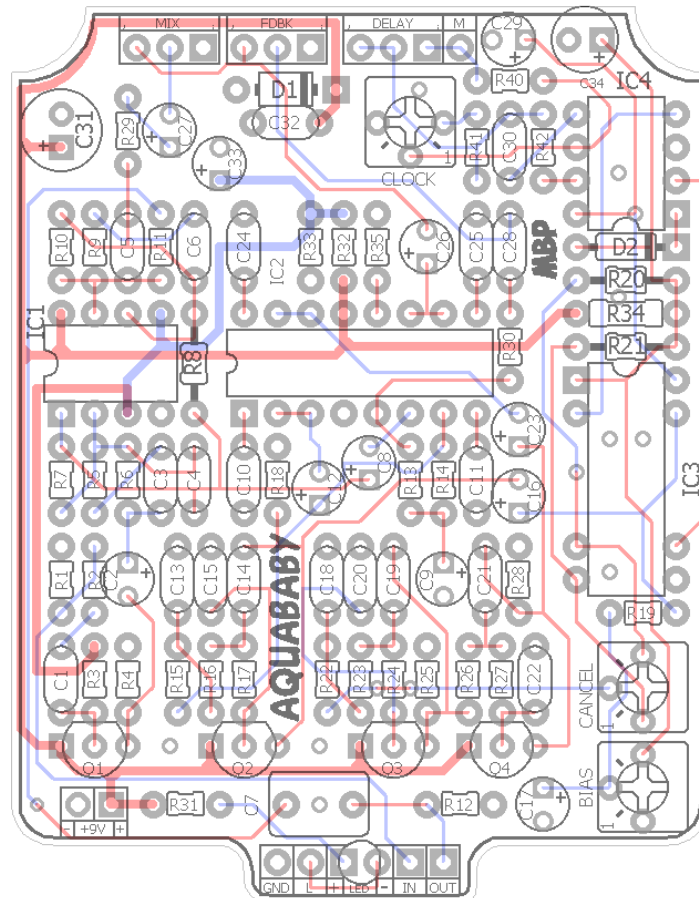 MIX FDBK DELAY M C29 C34
R40 IC4
D1
C31 R29 C27 C32 R41 C30 R42
C33 CLOCK 1
R10 R9 C5 R11 C6 C24 IC2 R33 R32 R35 C26 C25 C28 MBP D2
R20
IC1 R34
R8 R30 R21
C23
R7 R5 R6 C3 C4 C10 R18 C12 C8 R13 R14 C11 C16 IC3
R1 R2 C2 C13 C15 C14 AQUABABY C18 C20 C19 C9 C21 R28
R19
C1 R3 R4 R15 R16 R17 R22 R23 R24 R25 R26 R27 C22 CANCEL 1
Q1 Q2 Q3 Q4
R31 C7 R12 C17 BIAS 1
- +9V +
GND L + LED - IN OUT